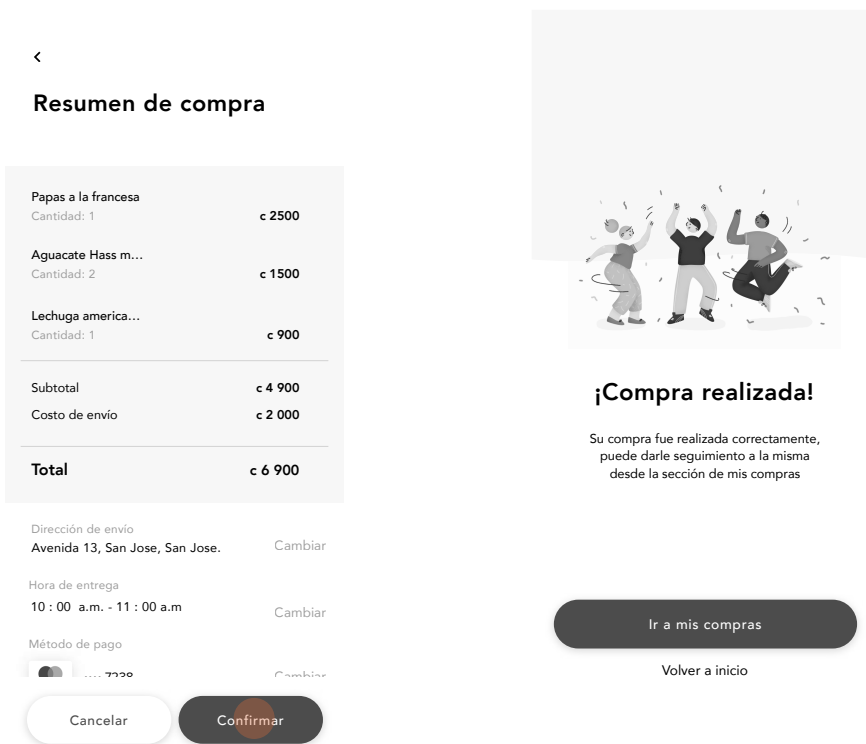 Resumen de compra
Papas a la francesa
Cantidad: 1 c 2500
Aguacate Hass m...
Cantidad: 2 c 1500
Lechuga america...
Cantidad: 1 c 900
Subtotal c 4 900
Costo de envío c 2 000
Total c 6 900
Dirección de envío
Avenida 13, San Jose, San Jose. Cambiar
Hora de entrega
10 : 00 a.m. - 11 : 00 a.m Cambiar
Método de pago
.... 7238 Cambiar
Cancelar Confirmar
¡Compra realizada!
Su compra fue realizada correctamente,
puede darle seguimiento a la misma
desde la sección de mis compras
Ir a mis compras
Volver a inicio